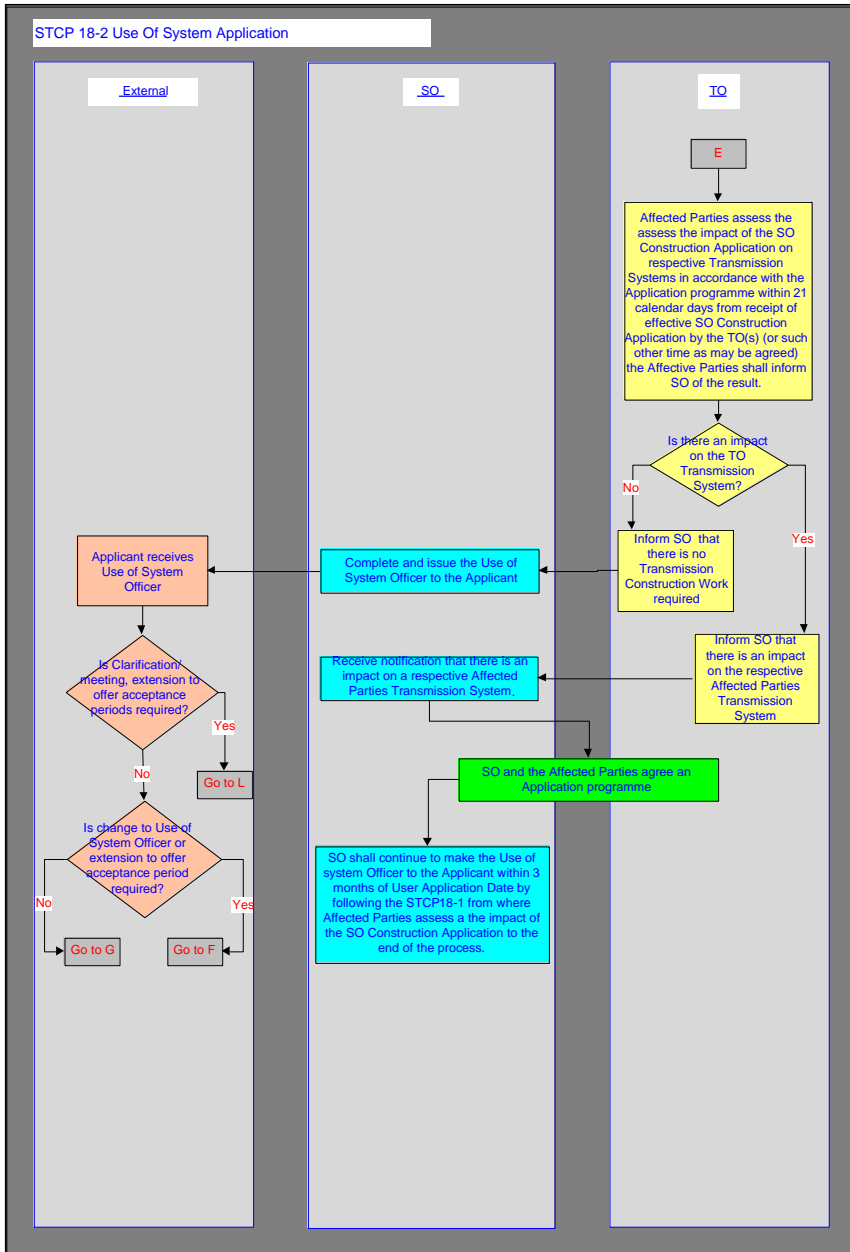 STCP 18-2 Use Of System Application
External
SO
TO
E
Affected Parties assess the
assess the impact of the SO
Construction Application on
respective Transmission
Systems in accordance with the
Application programme within 21
calendar days from receipt of
effective SO Construction
Application by the TO(s) (or such
other time as may be agreed)
the Affective Parties shall inform
SO of the result.
Is there an impact
on the TO
Transmission
System?
No
Yes
Inform SO that
there is no
Transmission
Construction Work
required
Complete and issue the Use of
System Officer to the Applicant
Applicant receives
Use of System
Officer
Inform SO that
there is an impact
on the respective
Affected Parties
Transmission
System
Receive notification that there is an
impact on a respective Affected
Parties Transmission System.
Is Clarification/
meeting, extension to
offer acceptance
periods required?
Yes
No
Go to L
SO and the Affected Parties agree an
Application programme
Is change to Use of
System Officer or
extension to offer
acceptance period
required?
No
Yes
Go to G
Go to F
SO shall continue to make the Use of
system Officer to the Applicant within 3
months of User Application Date by
following the STCP18-1 from where
Affected Parties assess a the impact of
the SO Construction Application to the
end of the process.